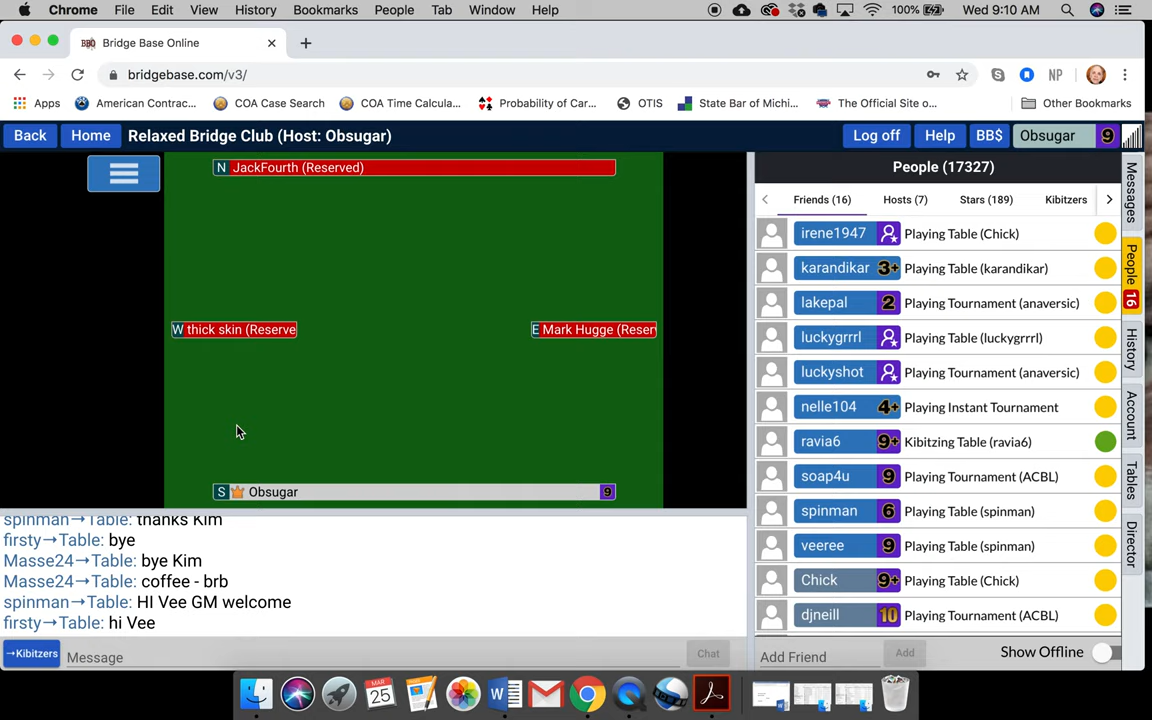 Chrome File Edit View History Bookmarks People Tab Window Help 100% Wed 9:10 AM
BBO Bridge Base Online
bridgebase.com/v3/ NP
Apps American Contrac... COA Case Search COA Time Calcula... Probability of Car... OTIS State Bar of Michi... The Official Site o... Other Bookmarks
Back Home Relaxed Bridge Club (Host: Obsugar) Log off Help BB$ Obsugar 9
N JackFourth (Reserved)
W thick skin (Reserve
E Mark Hugge (Reser
S Obsugar 9
spinman→Table: thanks Kim
firsty→Table: bye
Masse24→Table: bye Kim
Masse24→Table: coffee - brb
spinman→Table: HI Vee GM welcome
firsty→Table: hi Vee
→Kibitzers Message Chat
People (17327)
Friends (16) Hosts (7) Stars (189) Kibitzers
irene1947 Playing Table (Chick)
karandikar 3+ Playing Table (karandikar)
lakepal 2 Playing Tournament (anaversic)
luckygrrrl Playing Table (luckygrrrl)
luckyshot Playing Tournament (anaversic)
nelle104 4+ Playing Instant Tournament
ravia6 9+ Kibitzing Table (ravia6)
soap4u 9 Playing Tournament (ACBL)
spinman 6 Playing Table (spinman)
veeree 9 Playing Table (spinman)
Chick 9+ Playing Table (Chick)
djneill 10 Playing Tournament (ACBL)
Add Friend Add Show Offline
Messages
People 16
History
Account
Tables
Director
MAR
25
W